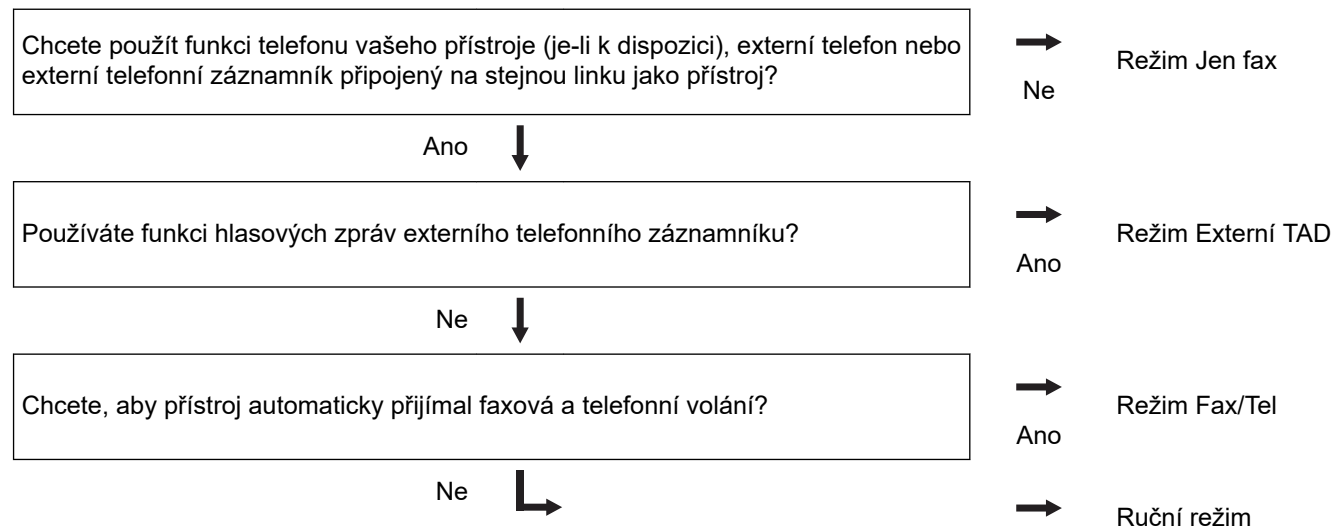 Chcete použít funkci telefonu vašeho přístroje (je-li k dispozici), externí telefon nebo
externí telefonní záznamník připojený na stejnou linku jako přístroj?
Režim Jen fax
Ne
Ano
Používáte funkci hlasových zpráv externího telefonního záznamníku?
Režim Externí TAD
Ano
Ne
Chcete, aby přístroj automaticky přijímal faxová a telefonní volání?
Režim Fax/Tel
Ano
Ne
Ruční režim